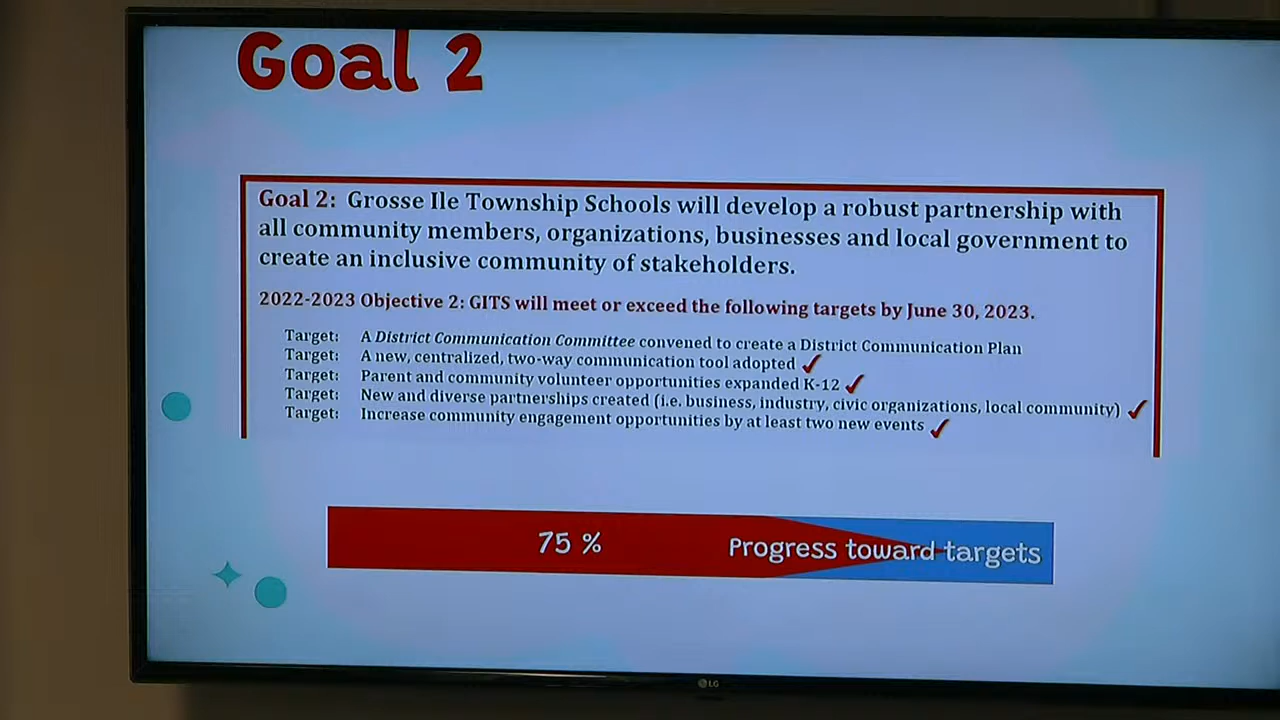 Goal 2
Goal 2: Grosse Ile Township Schools will develop a robust partnership with
all community members, organizations, businesses and local government to
create an inclusive community of stakeholders.
2022-2023 Objective 2: GITS will meet or exceed the following targets by June 30, 2023.
Target: A District Communication Committee convened to create a District Communication Plan
Target: A new, centralized, two-way communication tool adopted ✓
Target: Parent and community volunteer opportunities expanded K-12 ✓
Target: New and diverse partnerships created (i.e. business, industry, civic organizations, local community) ✓
Target: Increase community engagement opportunities by at least two new events ✓
75 % Progress toward targets
LG